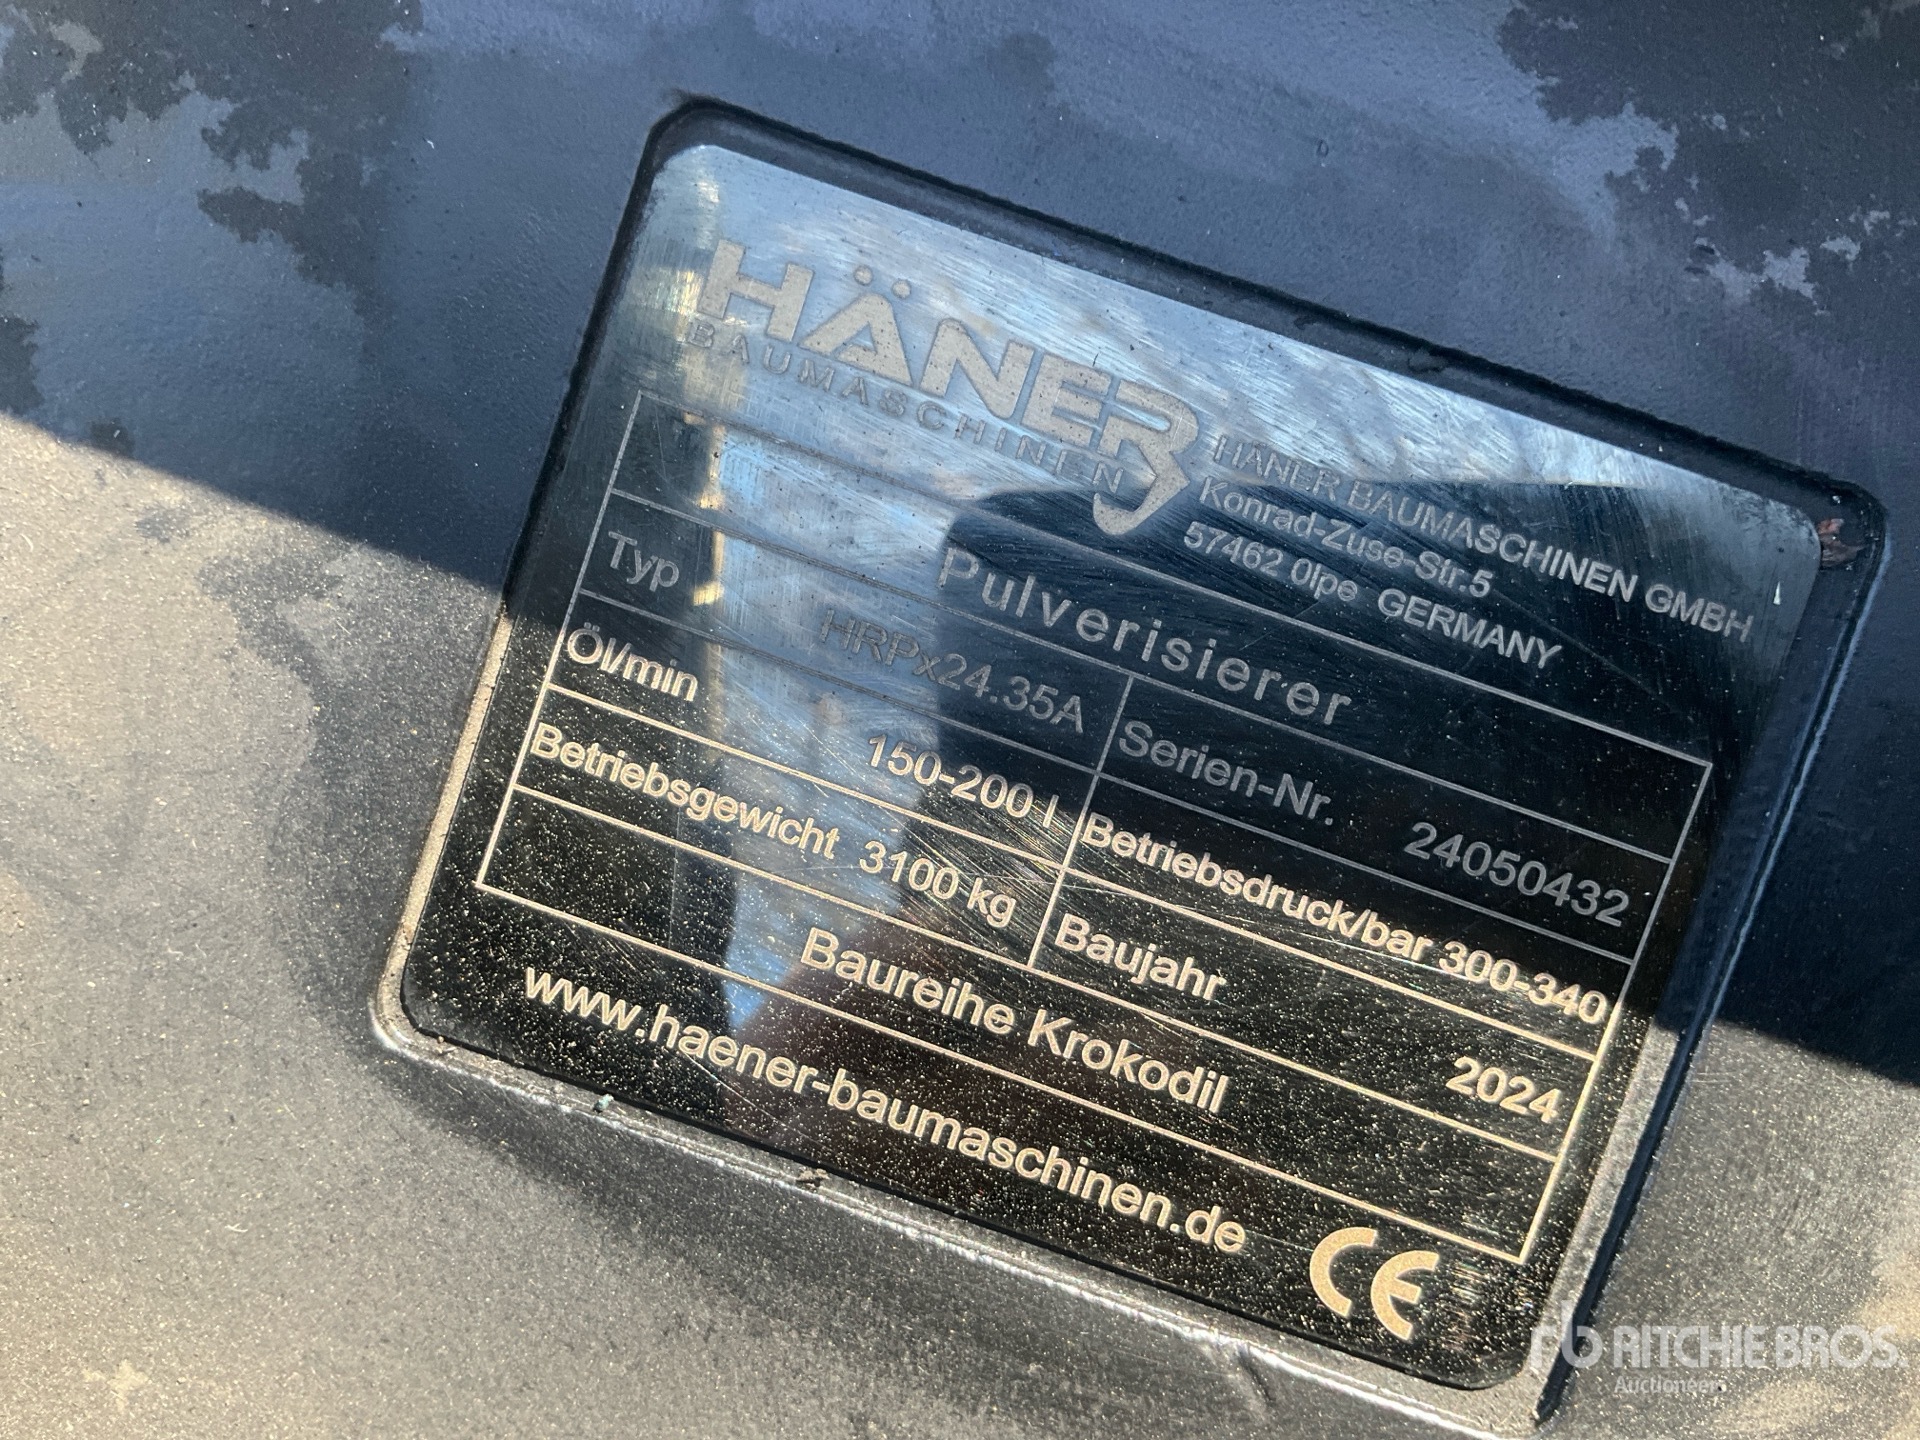 HÄNER
BAUMASCHINEN
HÄNER BAUMASCHINEN GMBH
Konrad-Zuse-Str.5
57462 Olpe GERMANY
Pulverisierer
Typ HRPx24.35A Serien-Nr. 24050432
Öl/min 150-200 l Betriebsdruck/bar 300-340
Betriebsgewicht 3100 kg Baujahr 2024
Baureihe Krokodil
www.haener-baumaschinen.de CE
rb RITCHIE BROS.
Auctioneers